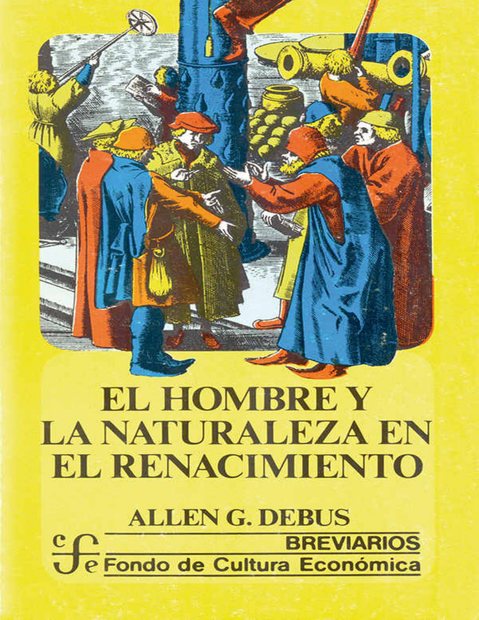 EL HOMBRE Y
LA NATURALEZA EN
EL RENACIMIENTO
ALLEN G. DEBUS
BREVIARIOS
cfe Fondo de Cultura Económica